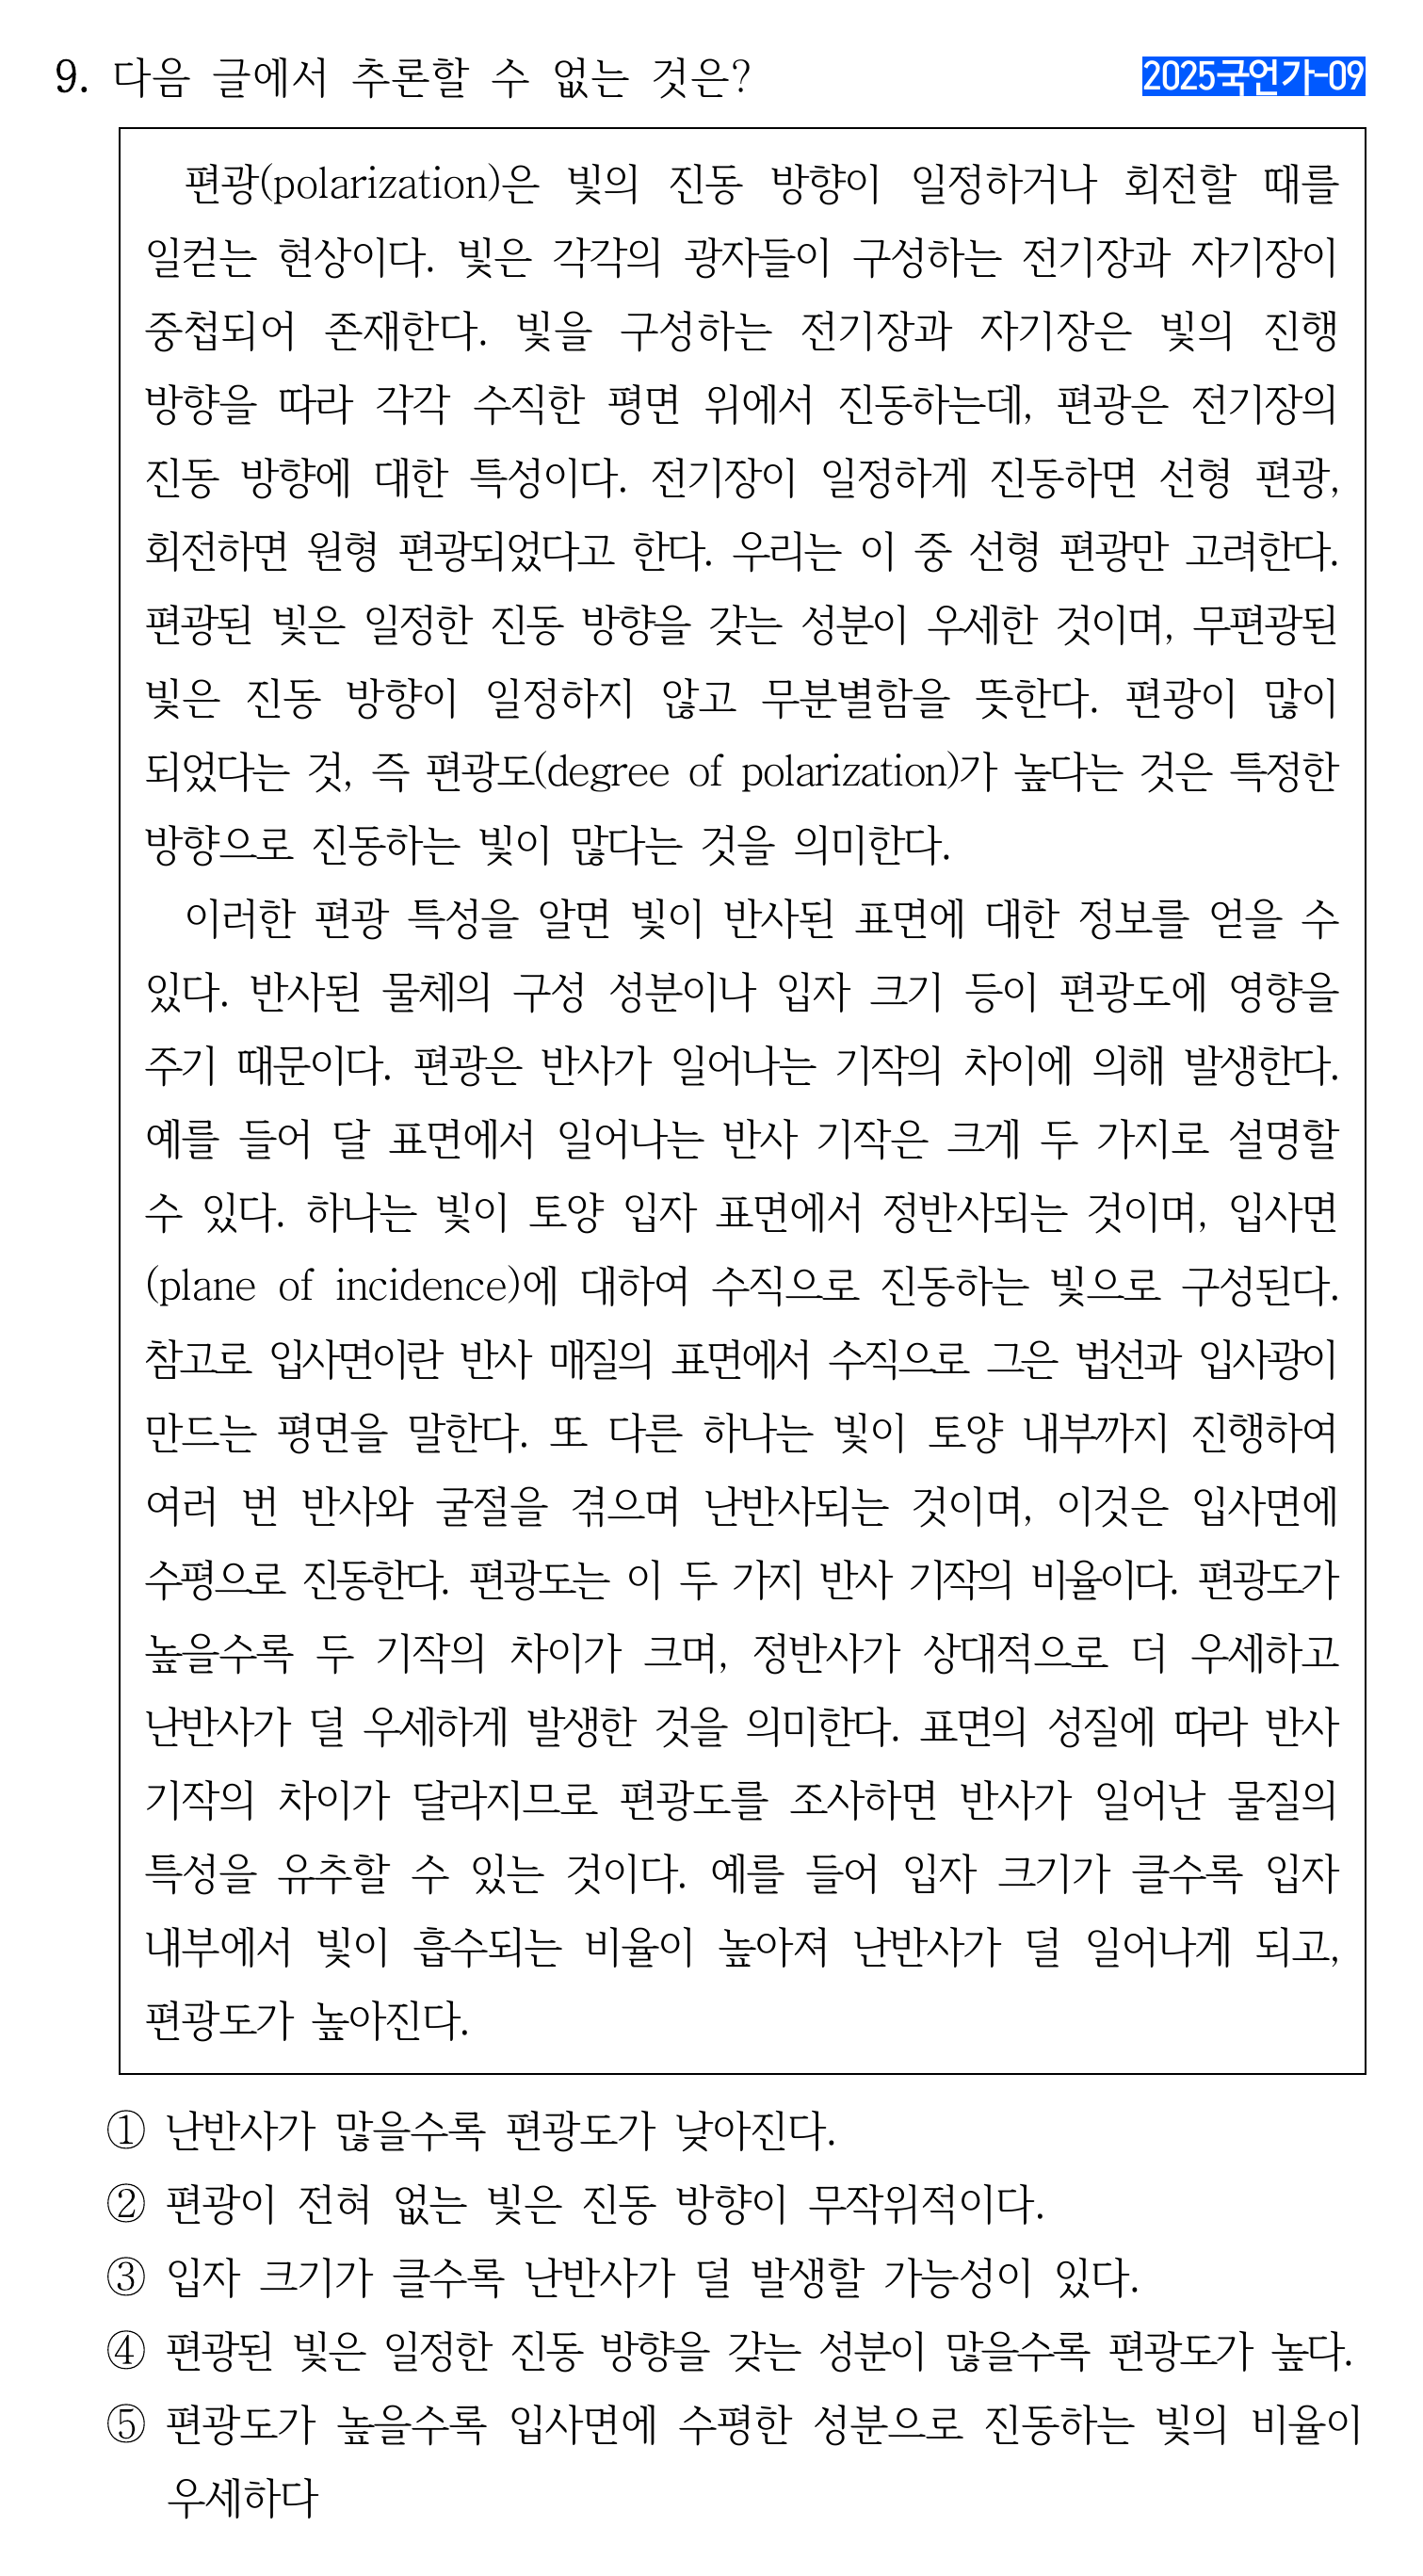 9. 다음 글에서 추론할 수 없는 것은?
2025국언가-09
편광(polarization)은 빛의 진동 방향이 일정하거나 회전할 때를
일컫는 현상이다. 빛은 각각의 광자들이 구성하는 전기장과 자기장이
중첩되어 존재한다. 빛을 구성하는 전기장과 자기장은 빛의 진행
방향을 따라 각각 수직한 평면 위에서 진동하는데, 편광은 전기장의
진동 방향에 대한 특성이다. 전기장이 일정하게 진동하면 선형 편광,
회전하면 원형 편광되었다고 한다. 우리는 이 중 선형 편광만 고려한다.
편광된 빛은 일정한 진동 방향을 갖는 성분이 우세한 것이며, 무편광된
빛은 진동 방향이 일정하지 않고 무분별함을 뜻한다. 편광이 많이
되었다는 것, 즉 편광도(degree of polarization)가 높다는 것은 특정한
방향으로 진동하는 빛이 많다는 것을 의미한다.
이러한 편광 특성을 알면 빛이 반사된 표면에 대한 정보를 얻을 수
있다. 반사된 물체의 구성 성분이나 입자 크기 등이 편광도에 영향을
주기 때문이다. 편광은 반사가 일어나는 기작의 차이에 의해 발생한다.
예를 들어 달 표면에서 일어나는 반사 기작은 크게 두 가지로 설명할
수 있다. 하나는 빛이 토양 입자 표면에서 정반사되는 것이며, 입사면
(plane of incidence)에 대하여 수직으로 진동하는 빛으로 구성된다.
참고로 입사면이란 반사 매질의 표면에서 수직으로 그은 법선과 입사광이
만드는 평면을 말한다. 또 다른 하나는 빛이 토양 내부까지 진행하여
여러 번 반사와 굴절을 겪으며 난반사되는 것이며, 이것은 입사면에
수평으로 진동한다. 편광도는 이 두 가지 반사 기작의 비율이다. 편광도가
높을수록 두 기작의 차이가 크며, 정반사가 상대적으로 더 우세하고
난반사가 덜 우세하게 발생한 것을 의미한다. 표면의 성질에 따라 반사
기작의 차이가 달라지므로 편광도를 조사하면 반사가 일어난 물질의
특성을 유추할 수 있는 것이다. 예를 들어 입자 크기가 클수록 입자
내부에서 빛이 흡수되는 비율이 높아져 난반사가 덜 일어나게 되고,
편광도가 높아진다.
① 난반사가 많을수록 편광도가 낮아진다.
② 편광이 전혀 없는 빛은 진동 방향이 무작위적이다.
③ 입자 크기가 클수록 난반사가 덜 발생할 가능성이 있다.
④ 편광된 빛은 일정한 진동 방향을 갖는 성분이 많을수록 편광도가 높다.
⑤ 편광도가 높을수록 입사면에 수평한 성분으로 진동하는 빛의 비율이
우세하다